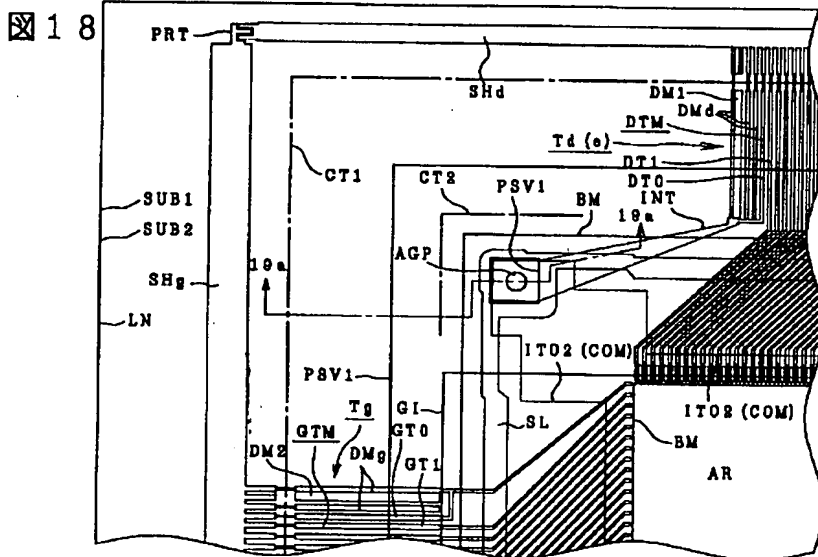 図18
PRT
SHd
DM1
DMd
DTM
Td (e)
DT1
DT0
INT
CT1
CT2
PSV1
BM
19a
SUB1
SUB2
AGP
SHg
19a
LN
ITO2 (COM)
PSV1
GI
Tg
SL
ITO2 (COM)
GTM
GT0
DM2
DMg
GT1
BM
AR